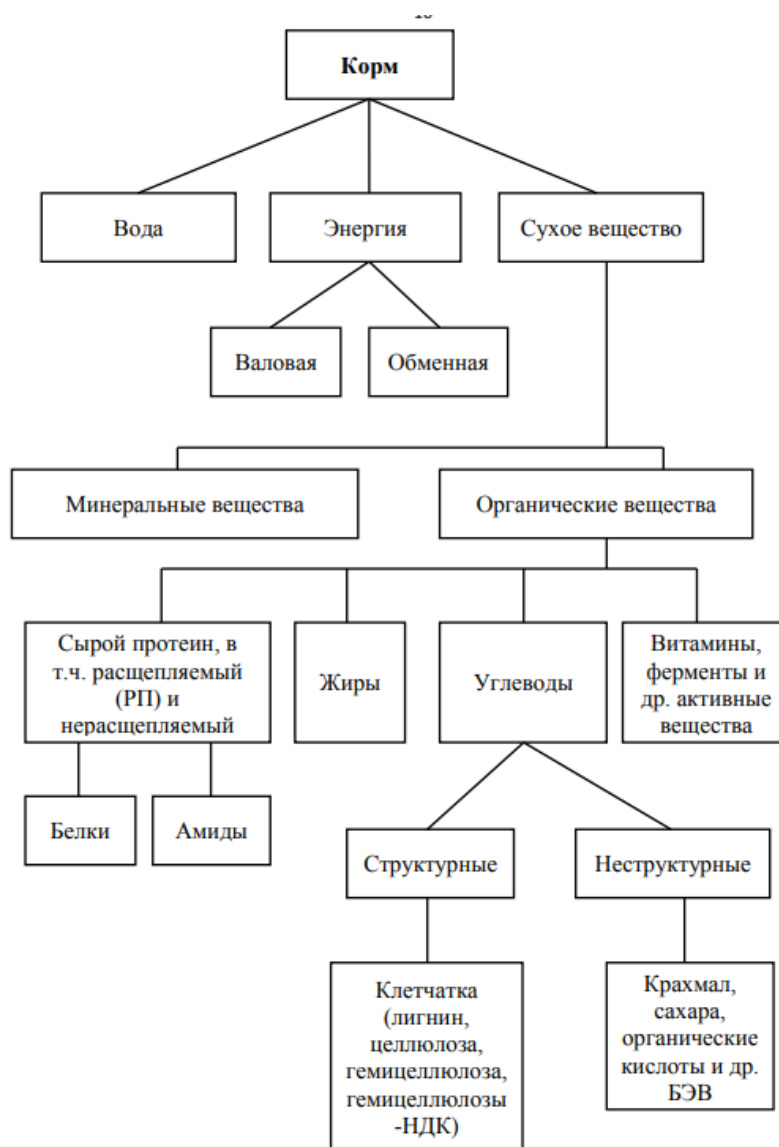 Корм
Вода
Энергия
Сухое вещество
Валовая
Обменная
Минеральные вещества
Органические вещества
Сырой протеин, в
т.ч. расщепляемый
(РП) и
нерасщепляемый
Жиры
Углеводы
Витамины,
ферменты и
др. активные
вещества
Белки
Амиды
Структурные
Неструктурные
Клетчатка
(лигнин,
целлюлоза,
гемицеллюлоза,
гемицеллюлозы
-НДК)
Крахмал,
сахара,
органические
кислоты и др.
БЭВ